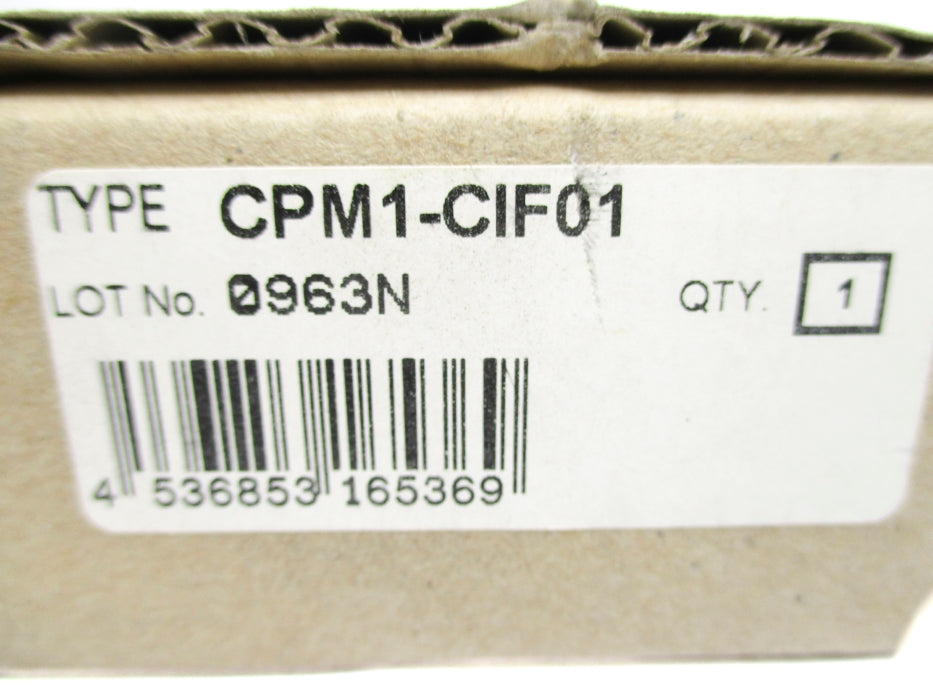 TYPE CPM1-CIF01
LOT No. 0963N QTY. 1
4 536853 165369